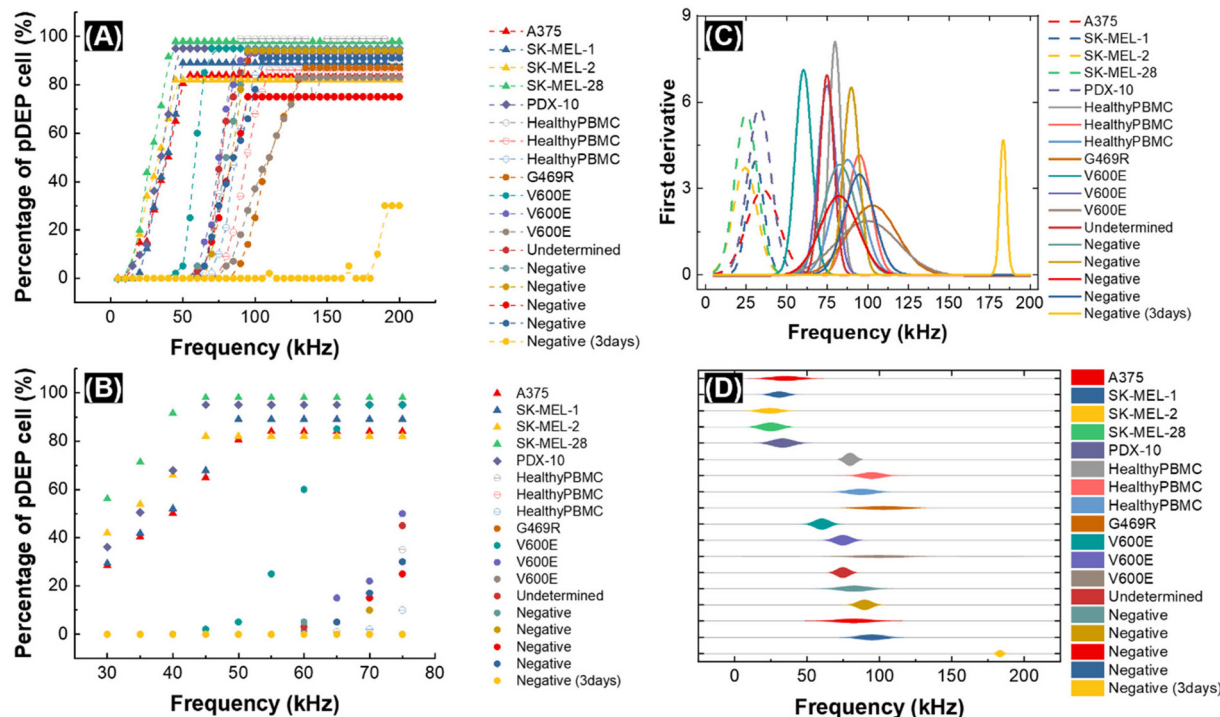 (A)
Percentage of pDEP cell (%)
100
80
60
40
20
0
0
50
100
150
200
Frequency (kHz)
A375
SK-MEL-1
SK-MEL-2
SK-MEL-28
PDX-10
HealthyPBMC
HealthyPBMC
HealthyPBMC
G469R
V600E
V600E
V600E
Undetermined
Negative
Negative
Negative
Negative
Negative (3days)
(C)
First derivative
9
6
3
0
0
25
50
75
100
125
150
175
200
Frequency (kHz)
A375
SK-MEL-1
SK-MEL-2
SK-MEL-28
PDX-10
HealthyPBMC
HealthyPBMC
HealthyPBMC
G469R
V600E
V600E
V600E
Undetermined
Negative
Negative
Negative
Negative
Negative (3days)
(B)
Percentage of pDEP cell (%)
100
80
60
40
20
0
30
40
50
60
70
80
Frequency (kHz)
A375
SK-MEL-1
SK-MEL-2
SK-MEL-28
PDX-10
HealthyPBMC
HealthyPBMC
HealthyPBMC
G469R
V600E
V600E
V600E
Undetermined
Negative
Negative
Negative
Negative
Negative (3days)
(D)
0
50
100
150
200
Frequency (kHz)
A375
SK-MEL-1
SK-MEL-2
SK-MEL-28
PDX-10
HealthyPBMC
HealthyPBMC
HealthyPBMC
G469R
V600E
V600E
V600E
Undetermined
Negative
Negative
Negative
Negative
Negative (3days)